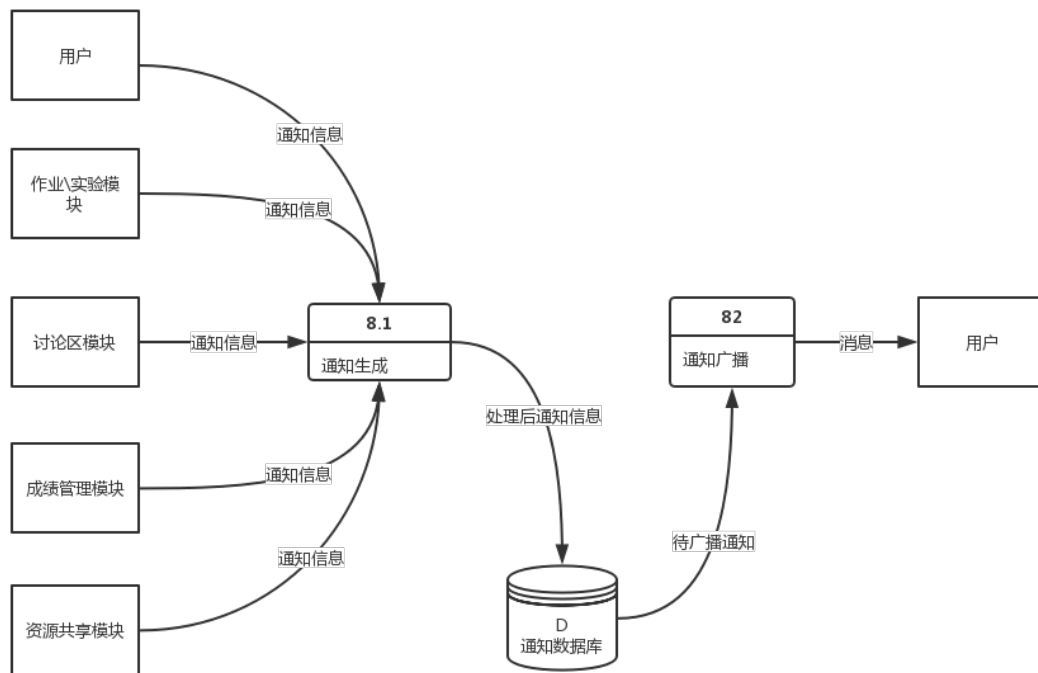 用户
通知信息
作业\实验模
块
通知信息
讨论区模块
通知信息
8.1
通知生成
82
通知广播
消息
用户
处理后通知信息
成绩管理模块
通知信息
待广播通知
通知信息
资源共享模块
D
通知数据库